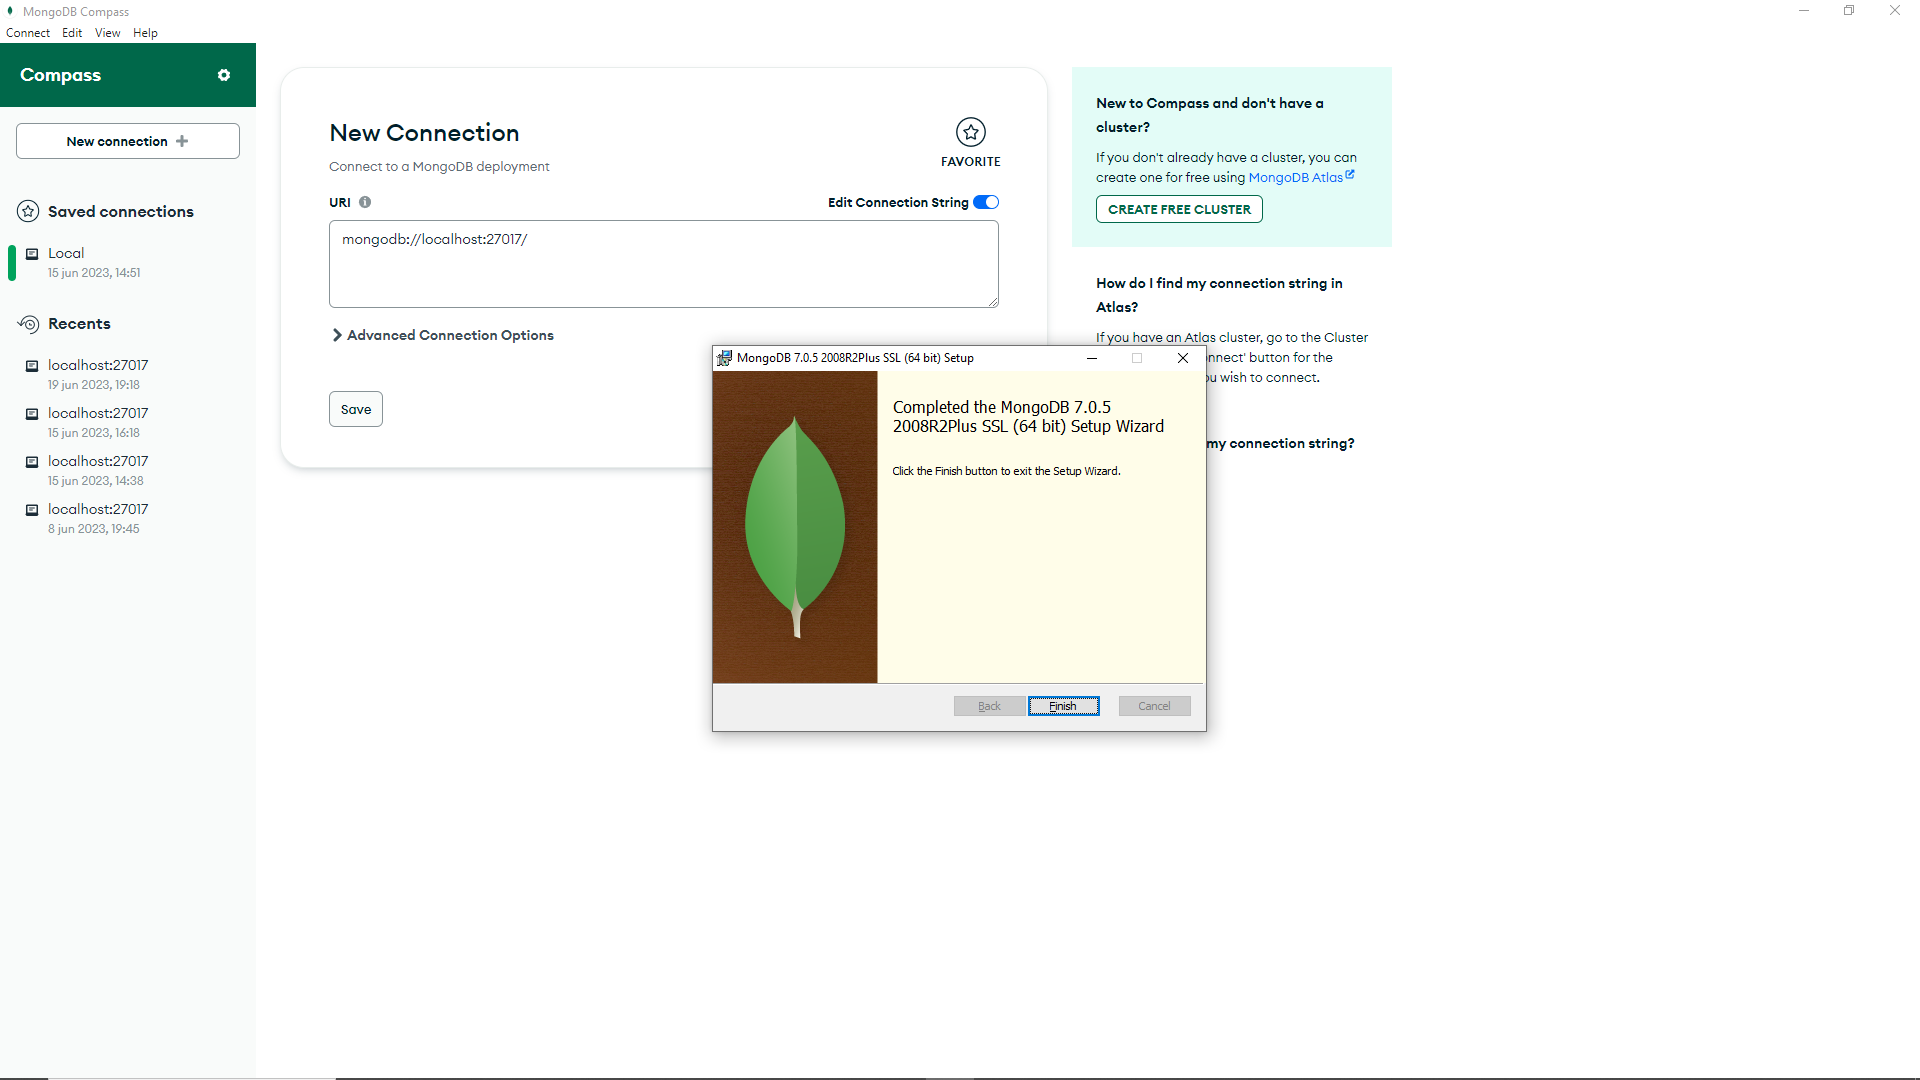 MongoDB Compass
Connect Edit View Help
Compass
New connection
Saved connections
Local
15 jun 2023, 14:51
Recents
localhost:27017
19 jun 2023, 19:18
localhost:27017
15 jun 2023, 16:18
localhost:27017
15 jun 2023, 14:38
localhost:27017
8 jun 2023, 19:45
New Connection
Connect to a MongoDB deployment
FAVORITE
URI
Edit Connection String
mongodb://localhost:27017/
Advanced Connection Options
Save
New to Compass and don't have a
cluster?
If you don't already have a cluster, you can
create one for free using MongoDB Atlas
CREATE FREE CLUSTER
How do I find my connection string in
Atlas?
If you have an Atlas cluster, go to the Cluster
nnect' button for the
u wish to connect.
my connection string?
MongoDB 7.0.5 2008R2Plus SSL (64 bit) Setup
Completed the MongoDB 7.0.5
2008R2Plus SSL (64 bit) Setup Wizard
Click the Finish button to exit the Setup Wizard.
Back
Finish
Cancel